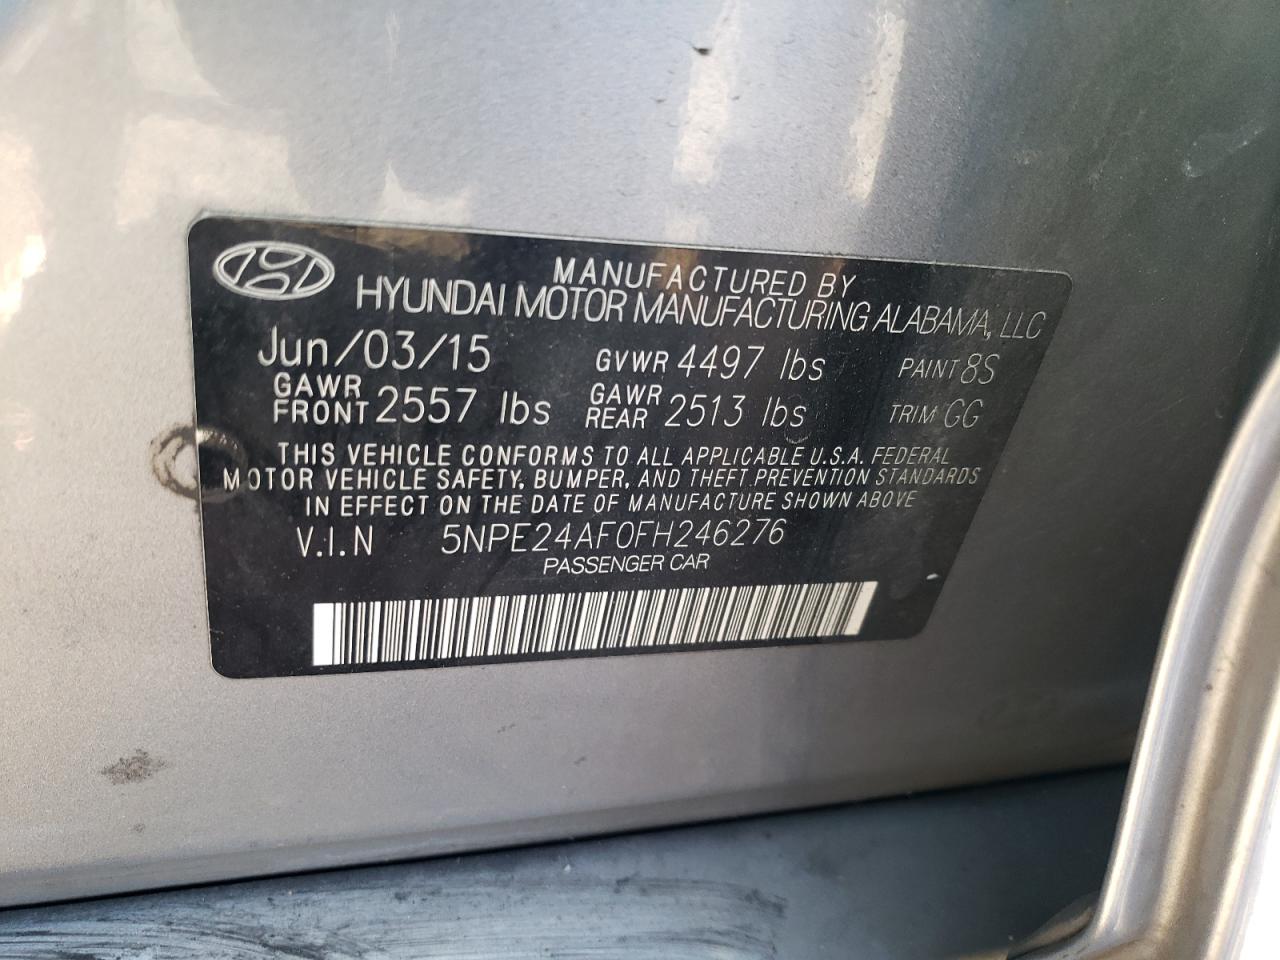 MANUFACTURED BY
HYUNDAI MOTOR MANUFACTURING ALABAMA, LLC
Jun/03/15 GVWR 4497 lbs PAINT 8S
GAWR FRONT 2557 lbs GAWR REAR 2513 lbs TRIM GG
THIS VEHICLE CONFORMS TO ALL APPLICABLE U.S.A. FEDERAL
MOTOR VEHICLE SAFETY, BUMPER, AND THEFT PREVENTION STANDARDS
IN EFFECT ON THE DATE OF MANUFACTURE SHOWN ABOVE
V.I.N 5NPE24AF0FH246276
PASSENGER CAR